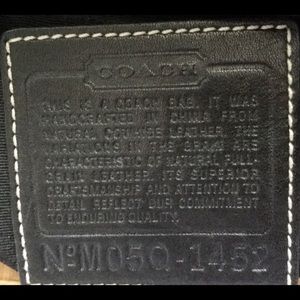 COACH
THIS IS A COACH BAG. IT WAS
HANDCRAFTED IN CHINA FROM
NATURAL COWHIDE LEATHER. THE
VARIATIONS IN THE GRAIN ARE
CHARACTERISTIC OF NATURAL FULL-
GRAIN LEATHER. ITS SUPERIOR
CRAFTSMANSHIP AND ATTENTION TO
DETAIL REFLECT OUR COMMITMENT
TO ENDURING QUALITY.
Nº M05Q-1452